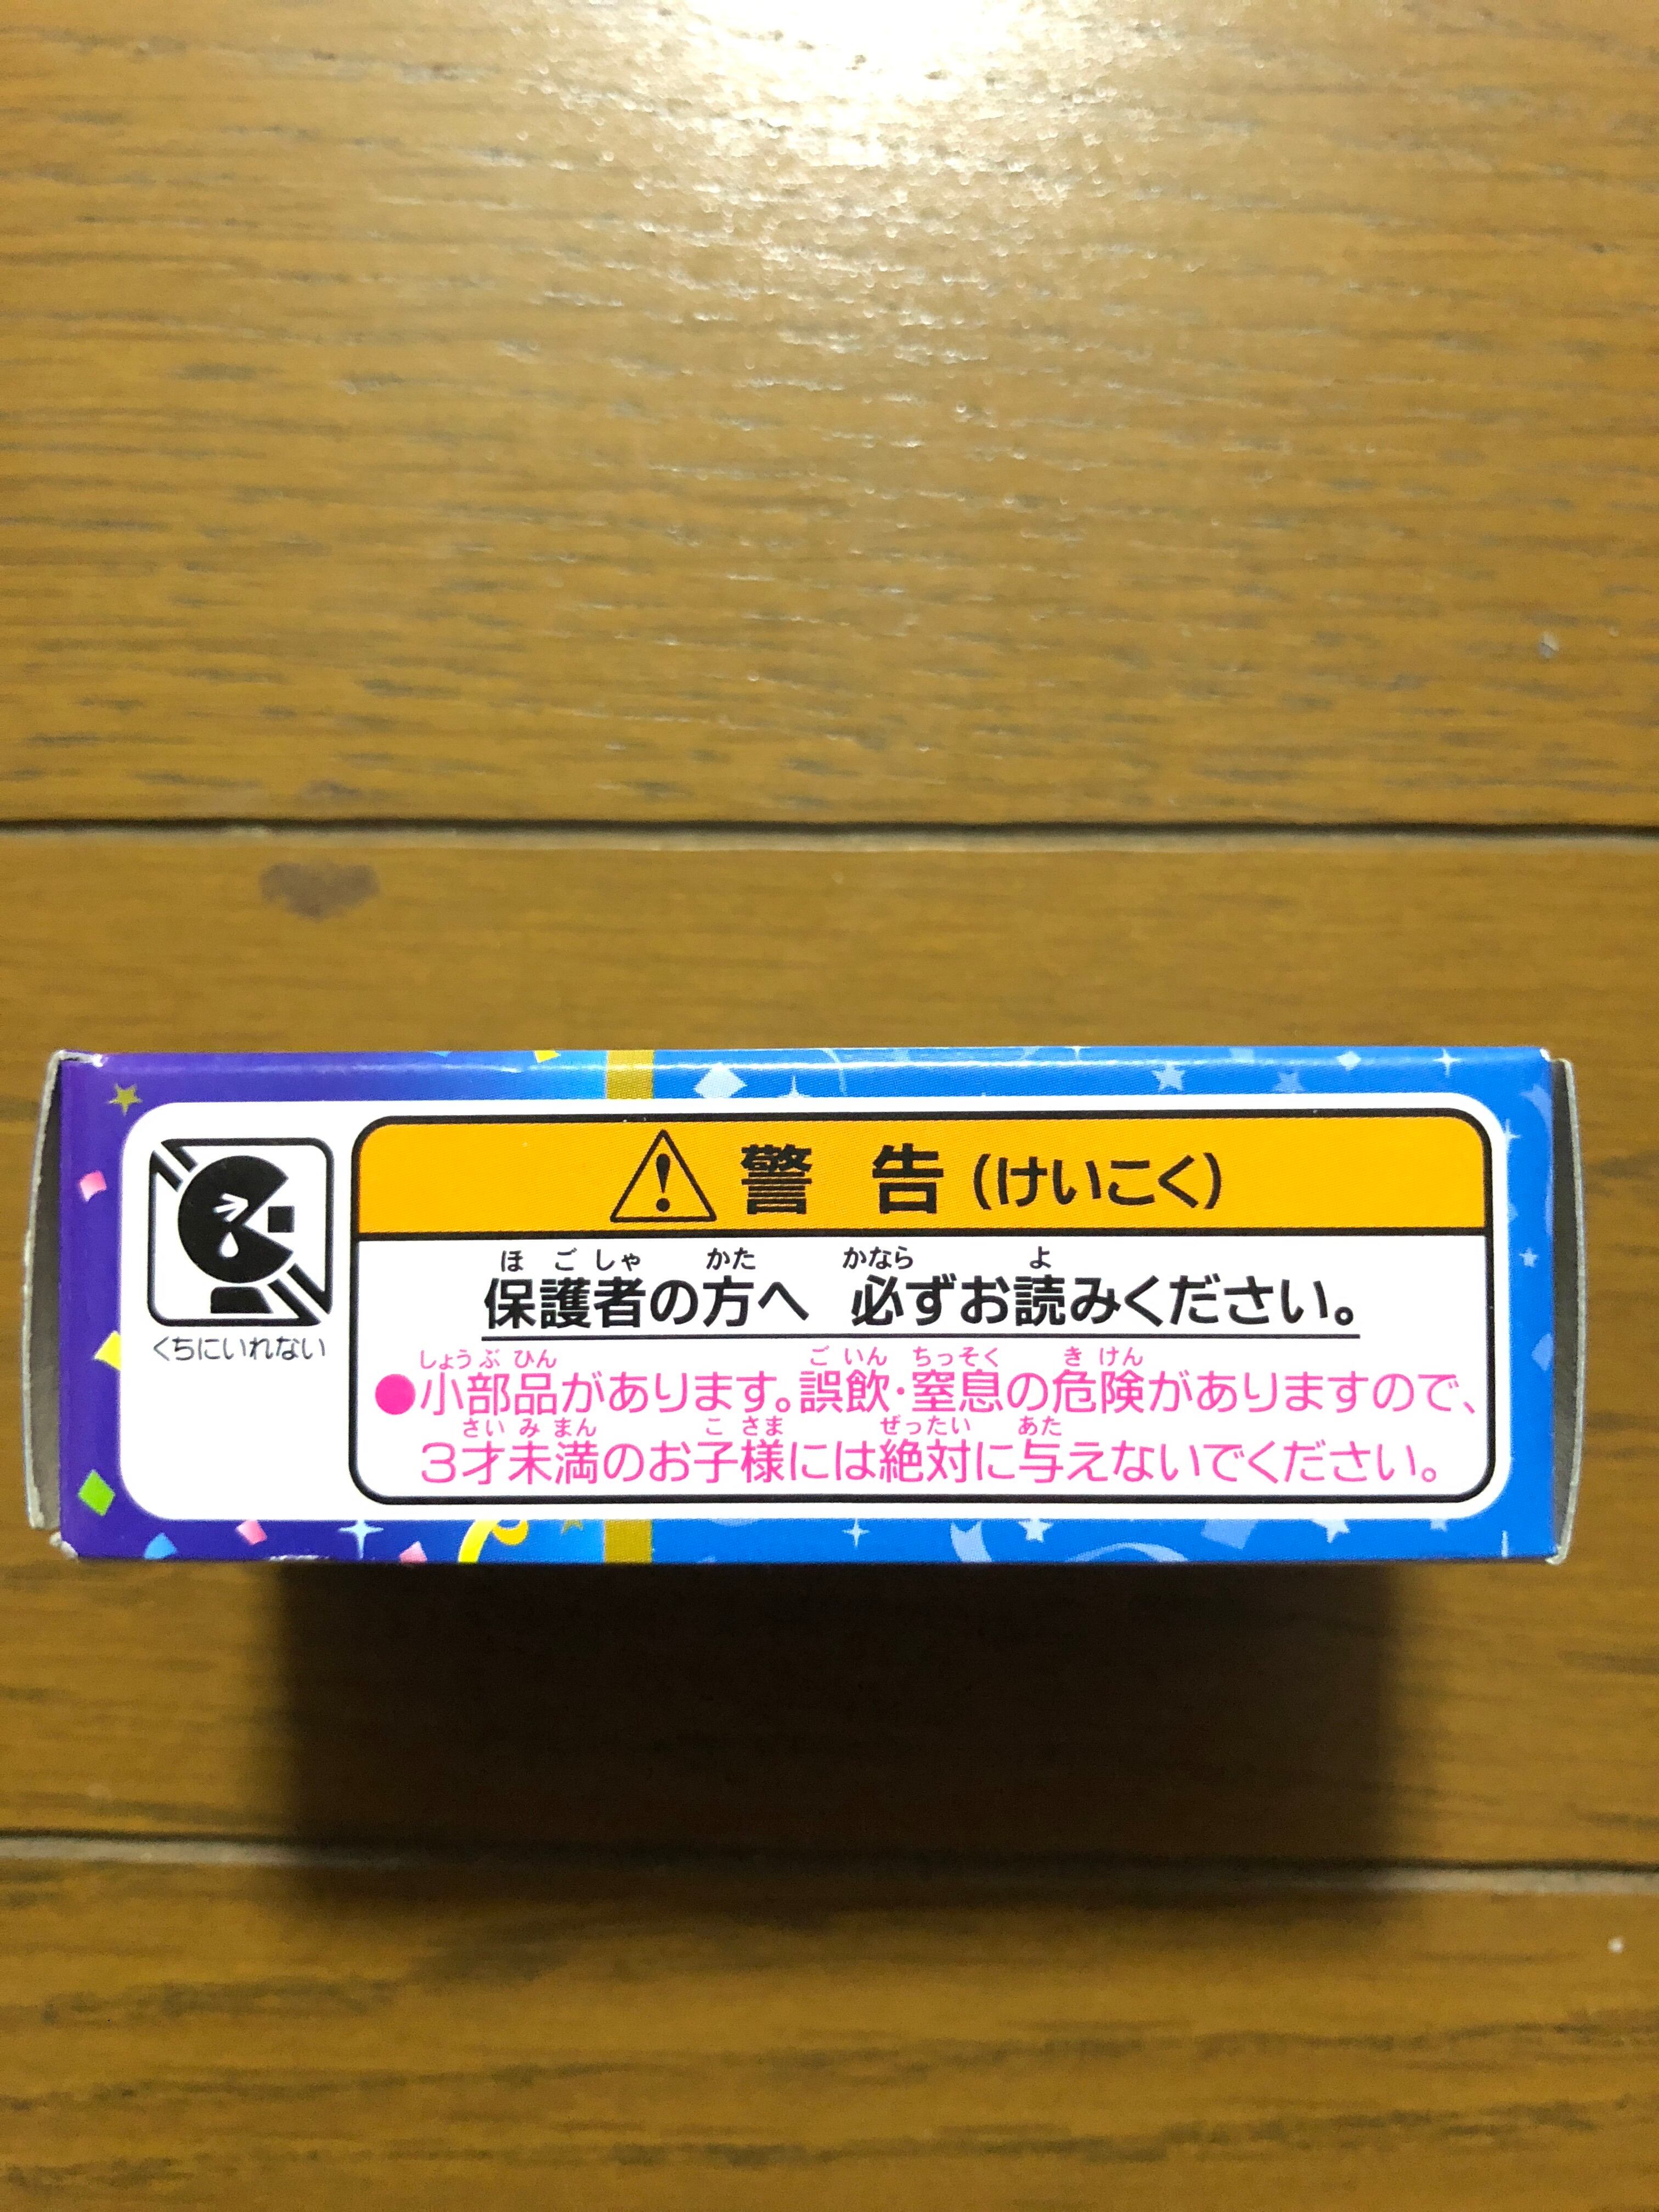 警告(けいこく)
くちにいれない
ほごしゃ かた かなら よ
保護者の方へ 必ずお読みください。
しょうぶひん ごいん ちっそく きけん
●小部品があります。誤飲・窒息の危険がありますので、
さいみまん こさま ぜったい あた
3才未満のお子様には絶対に与えないでください。